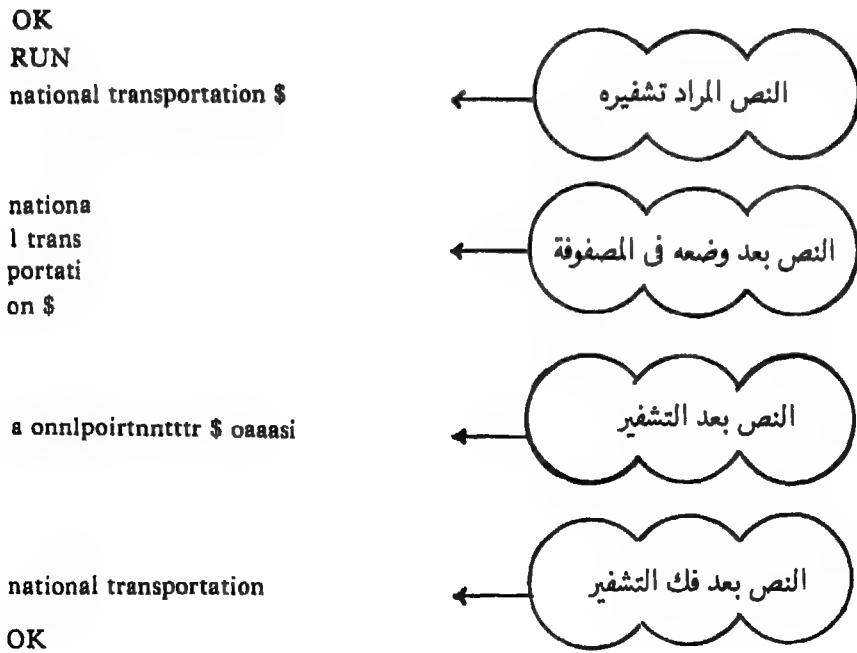 OK
RUN
national transportation $
النص المراد تشفيره
nationa
l trans
portati
on $
النص بعد وضعه فى المصفوفة
a onnlpoirtnntttr $ oaaasi
النص بعد التشفير
national transportation
النص بعد فك التشفير
OK